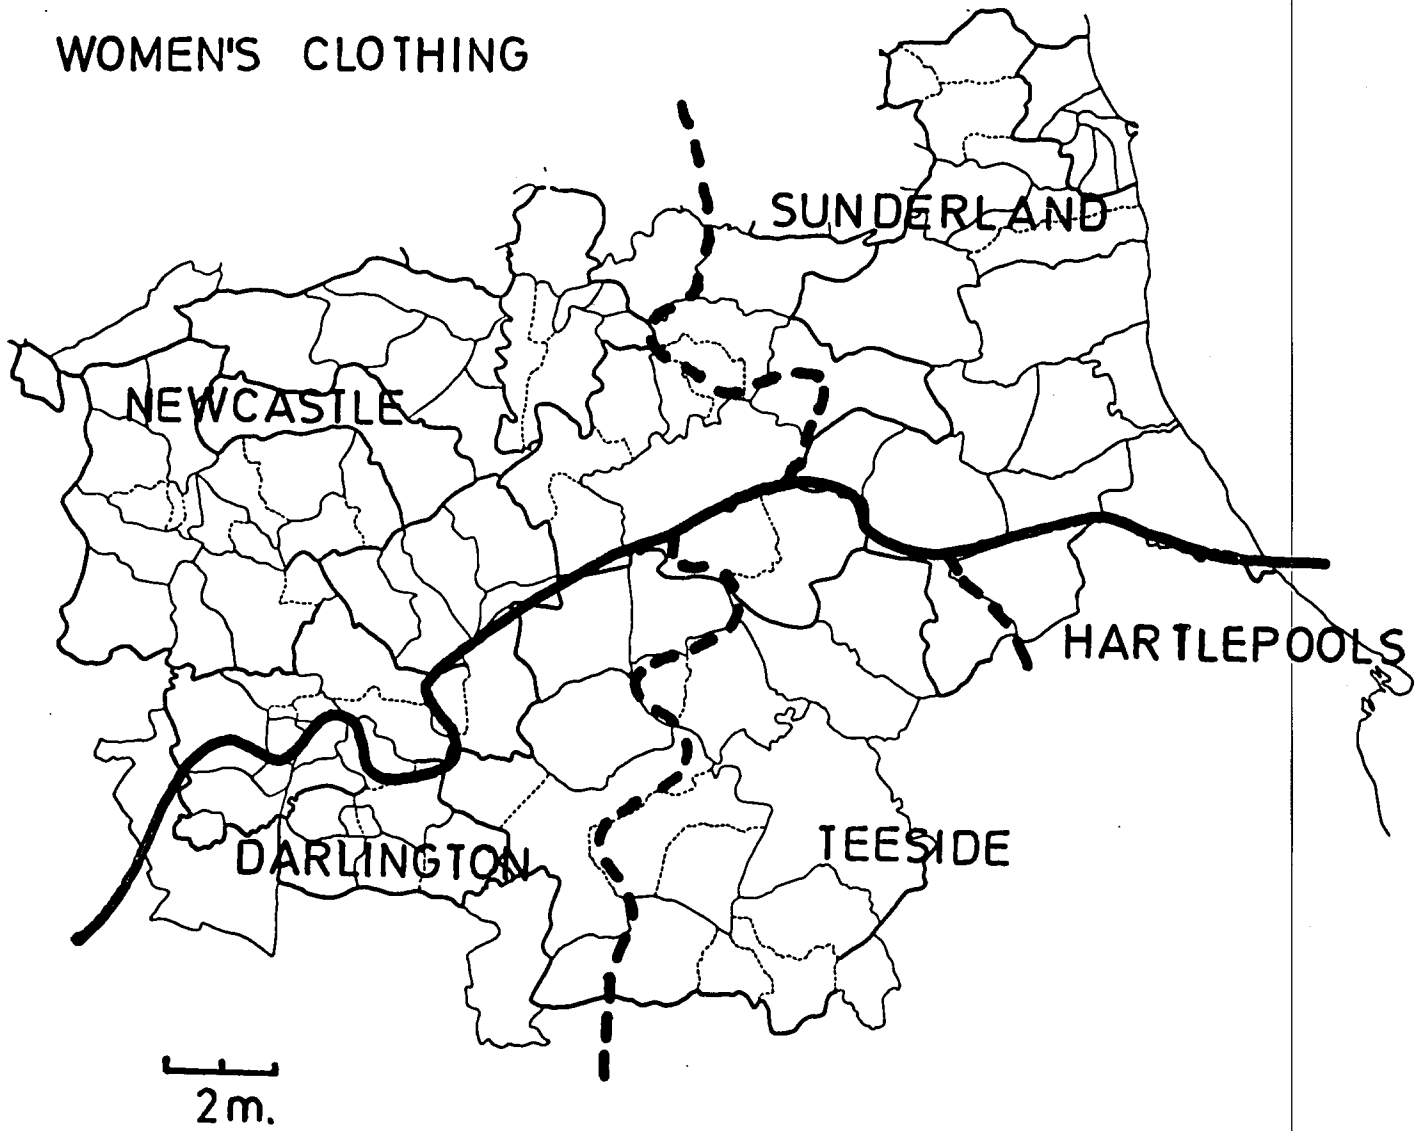 WOMEN'S CLOTHING
SUNDERLAND
NEWCASTLE
HARTLEPOOLS
TEESIDE
DARLINGTON
2m.